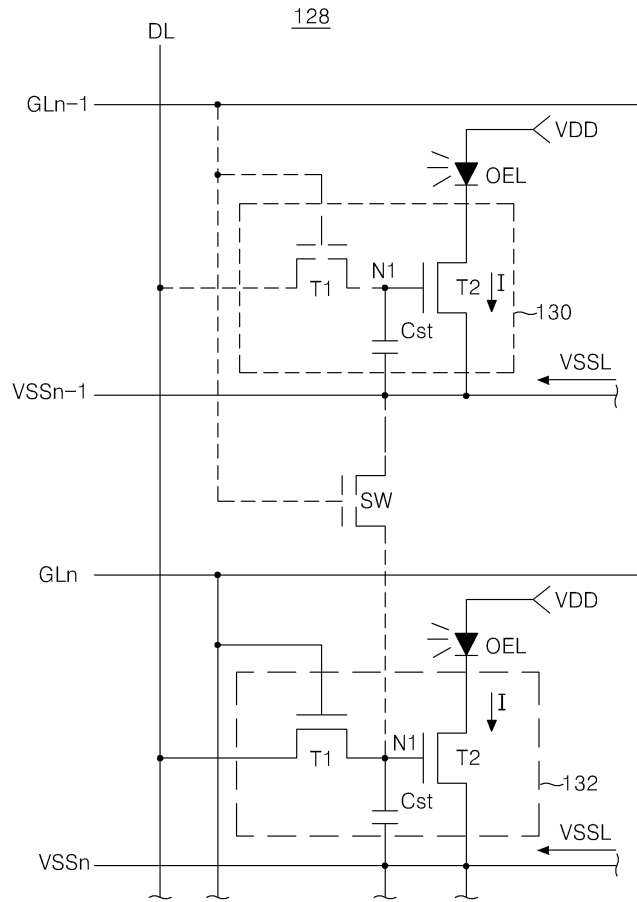 128
DL
GLn-1
VDD
OEL
T1
N1
T2
I
130
Cst
VSSL
VSSn-1
SW
GLn
VDD
OEL
I
T1
N1
T2
132
Cst
VSSL
VSSn